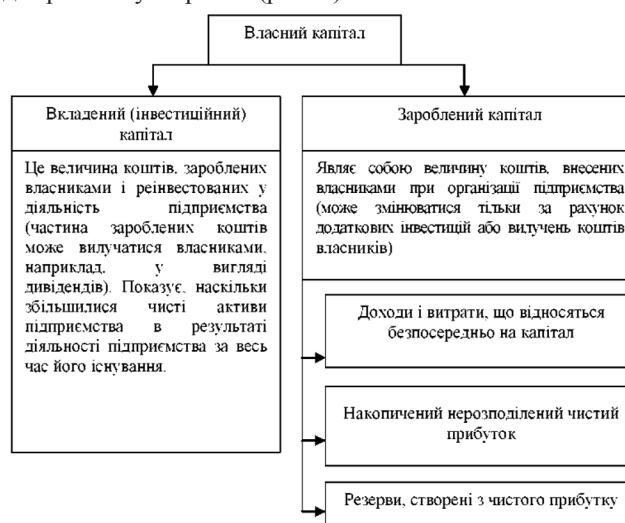 Власний капітал
Вкладений (інвестиційний)
капітал
Це величина коштів, зароблених
власниками і реінвестованих у
діяльність підприємства
(частина зароблених коштів
може вилучатися власниками,
наприклад, у вигляді
дивідендів). Показує, наскільки
збільшилися чисті активи
підприємства в результаті
діяльності підприємства за весь
час його існування.
Зароблений капітал
Являє собою величину коштів, внесених
власниками при організації підприємства
(може змінюватися тільки за рахунок
додаткових інвестицій або вилучень коштів
власників)
Доходи і витрати, що відносяться
безпосередньо на капітал
Накопичений нерозподілений чистий
прибуток
Резерви, створені з чистого прибутку